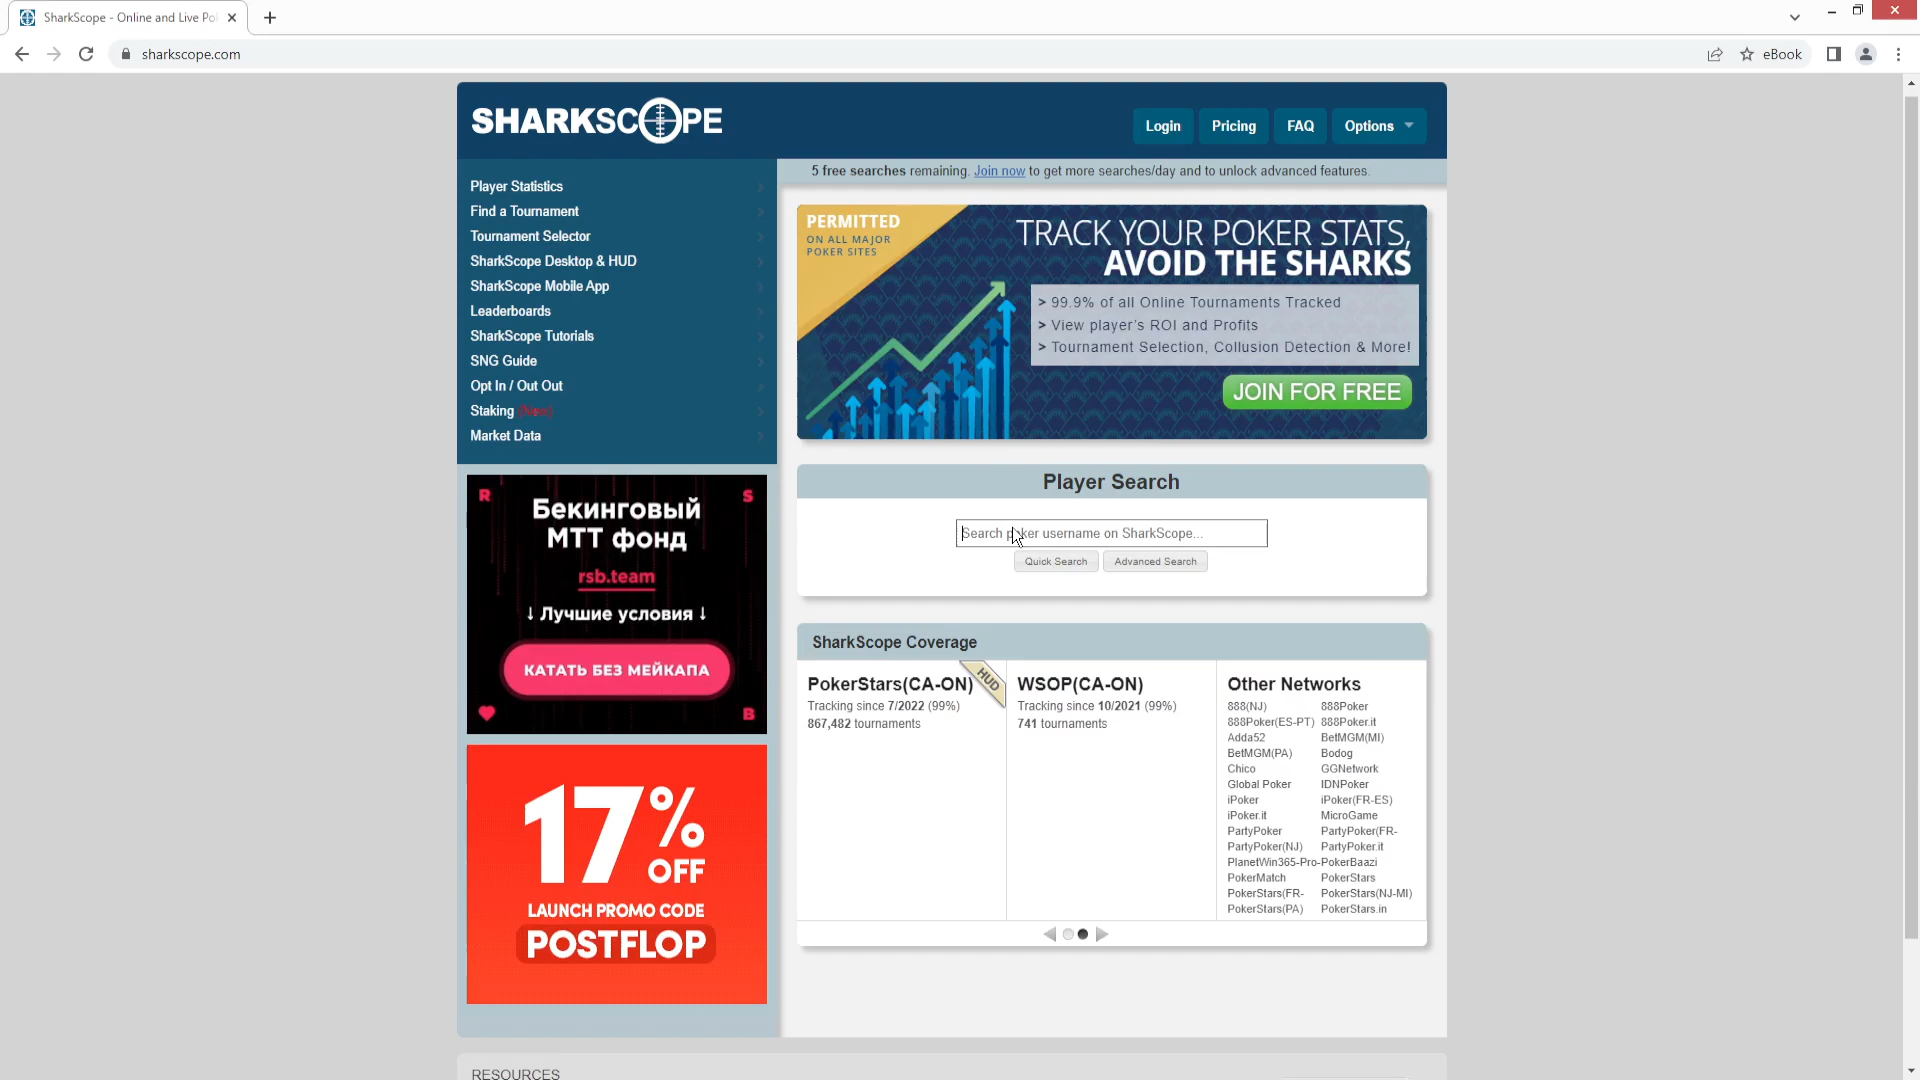 SharkScope - Online and Live Po
sharkscope.com
eBook
SHARKSCOPE
Login
Pricing
FAQ
Options
5 free searches remaining. Join now to get more searches/day and to unlock advanced features.
Player Statistics
Find a Tournament
Tournament Selector
SharkScope Desktop & HUD
SharkScope Mobile App
Leaderboards
SharkScope Tutorials
SNG Guide
Opt In / Out Out
Staking (New)
Market Data
PERMITTED
ON ALL MAJOR
POKER SITES
TRACK YOUR POKER STATS,
AVOID THE SHARKS
> 99.9% of all Online Tournaments Tracked
> View player's ROI and Profits
> Tournament Selection, Collusion Detection & More!
JOIN FOR FREE
Player Search
Search poker username on SharkScope...
Quick Search
Advanced Search
R
S
Бекинговый
МТТ фонд
rsb.team
↓ Лучшие условия ↓
КАТАТЬ БЕЗ МЕЙКАПА
B
17% OFF
LAUNCH PROMO CODE
POSTFLOP
SharkScope Coverage
PokerStars(CA-ON)
HUD
Tracking since 7/2022 (99%)
867,482 tournaments
WSOP(CA-ON)
Tracking since 10/2021 (99%)
741 tournaments
Other Networks
888(NJ) 888Poker
888Poker(ES-PT) 888Poker.it
Adda52 BetMGM(MI)
BetMGM(PA) Bodog
Chico GGNetwork
Global Poker IDNPoker
iPoker iPoker(FR-ES)
iPoker.it MicroGame
PartyPoker PartyPoker(FR-
PartyPoker(NJ) PartyPoker.it
PlanetWin365-Pro- PokerBaazi
PokerMatch PokerStars
PokerStars(FR- PokerStars(NJ-MI)
PokerStars(PA) PokerStars.in
RESOURCES